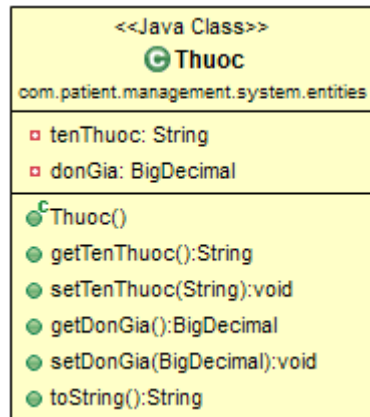 <<Java Class>>
C Thuoc
com.patient.management.system.entities
tenThuoc: String
donGia: BigDecimal
C Thuoc()
getTenThuoc():String
setTenThuoc(String):void
getDonGia():BigDecimal
setDonGia(BigDecimal):void
toString():String